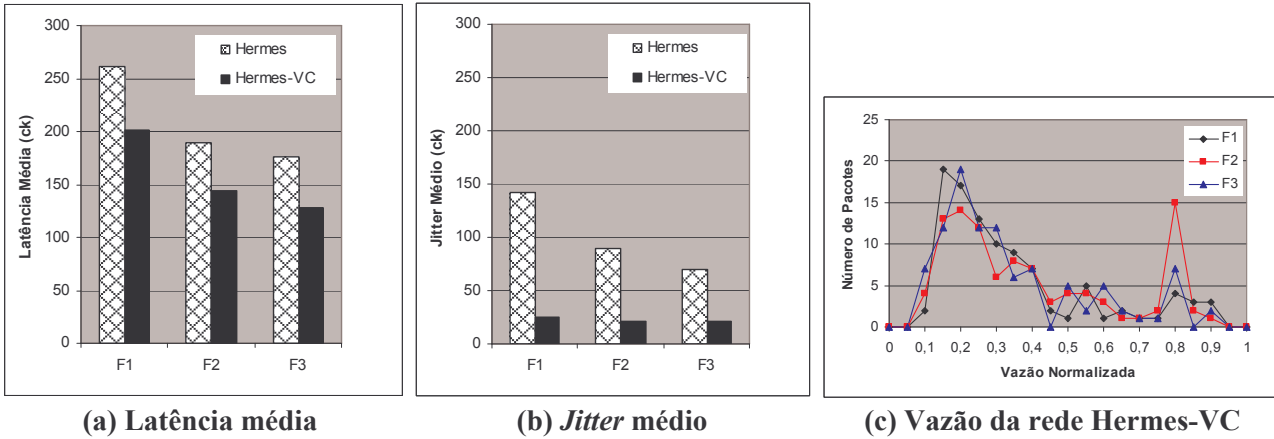 300
250
200
150
100
50
0
Latência Média (ck)
Hermes
Hermes-VC
F1 F2 F3
(a) Latência média
300
250
200
150
100
50
0
Jitter Médio (ck)
Hermes
Hermes-VC
F1 F2 F3
(b) Jitter médio
25
20
15
10
5
0
Número de Pacotes
F1
F2
F3
0 0,1 0,2 0,3 0,4 0,5 0,6 0,7 0,8 0,9 1
Vazão Normalizada
(c) Vazão da rede Hermes-VC